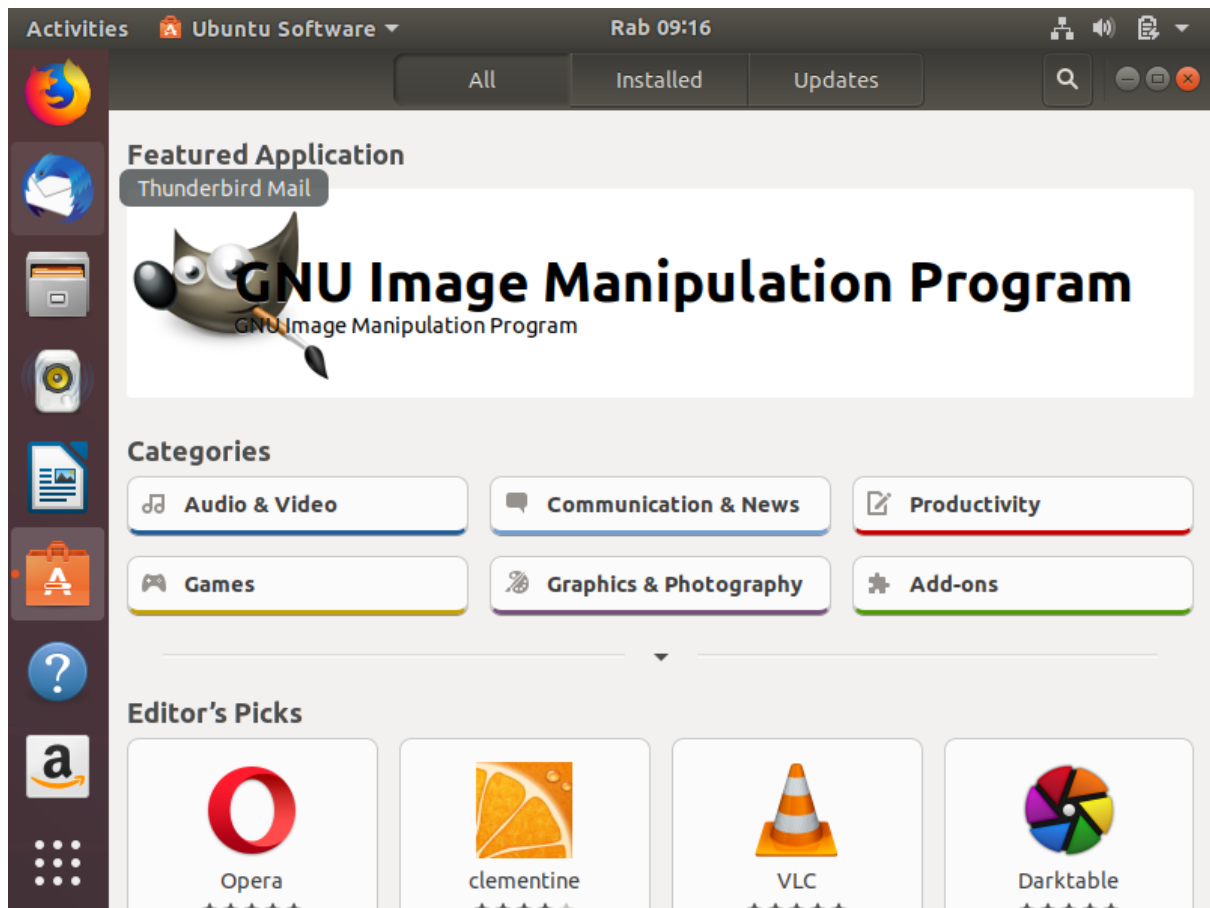 Activities Ubuntu Software Rab 09:16
All Installed Updates
Featured Application
Thunderbird Mail
GNU Image Manipulation Program
GNU Image Manipulation Program
Categories
Audio & Video Communication & News Productivity
Games Graphics & Photography Add-ons
Editor’s Picks
Opera clementine VLC Darktable